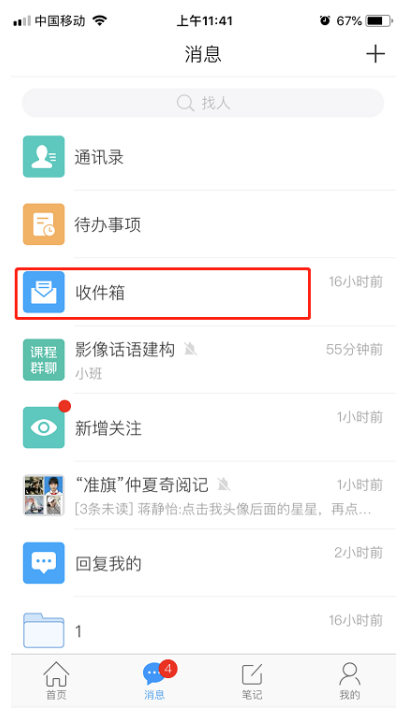 中国移动 上午11:41 67%
消息
找人
通讯录
待办事项
收件箱 16小时前
课程群聊 影像话语建构 55分钟前
小班
新增关注 1小时前
“准旗”仲夏奇阅记 1小时前
[3条未读] 蒋静怡:点击我头像后面的星星，再点...
回复我的 2小时前
1 16小时前
4
首页 消息 笔记 我的